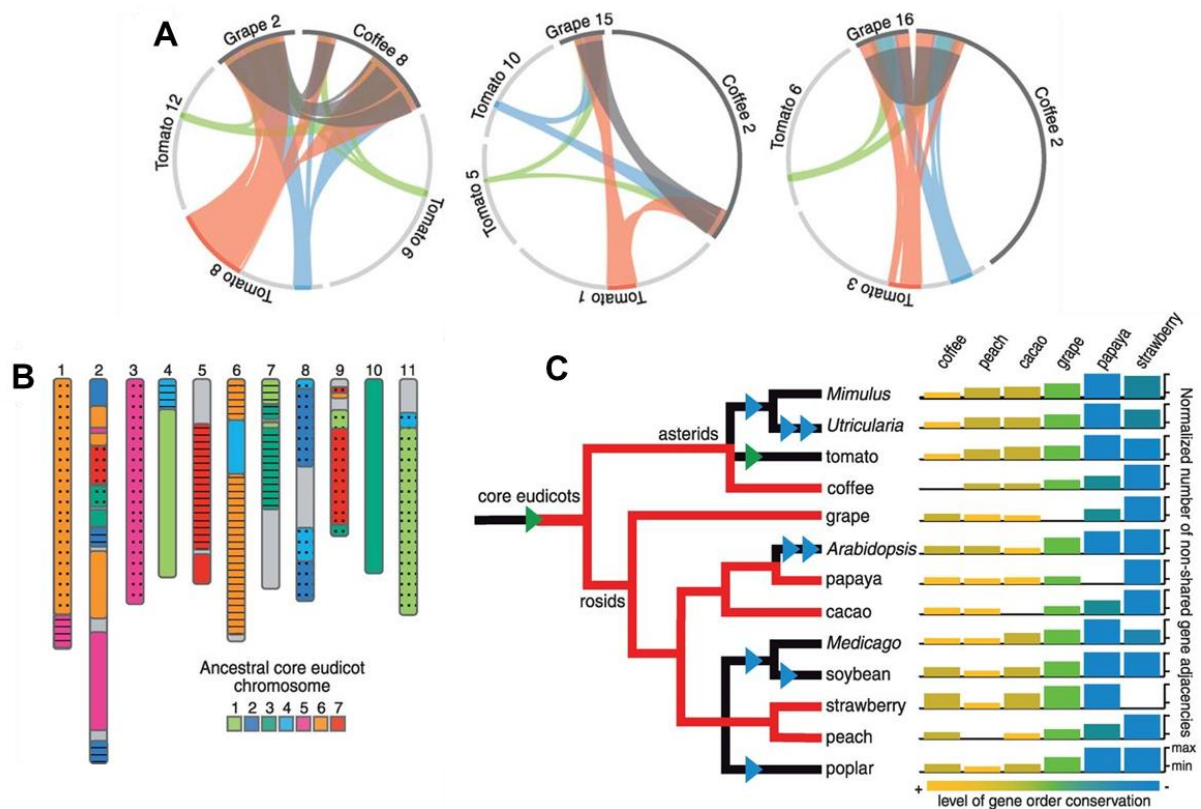 A
Grape 2
Coffee 8
Tomato 12
Tomato 6
Tomato 8
Grape 15
Tomato 10
Coffee 2
Tomato 5
Tomato 1
Grape 16
Tomato 6
Coffee 2
Tomato 3
B
1 2 3 4 5 6 7 8 9 10 11
Ancestral core eudicot
chromosome
1 2 3 4 5 6 7
C
coffee peach cacao grape papaya strawberry
Mimulus
Utricularia
asterids
tomato
coffee
core eudicots
grape
Arabidopsis
papaya
rosids
cacao
Medicago
soybean
strawberry
peach
poplar
Normalized number of non-shared gene adjacencies
max
min
+ -
level of gene order conservation